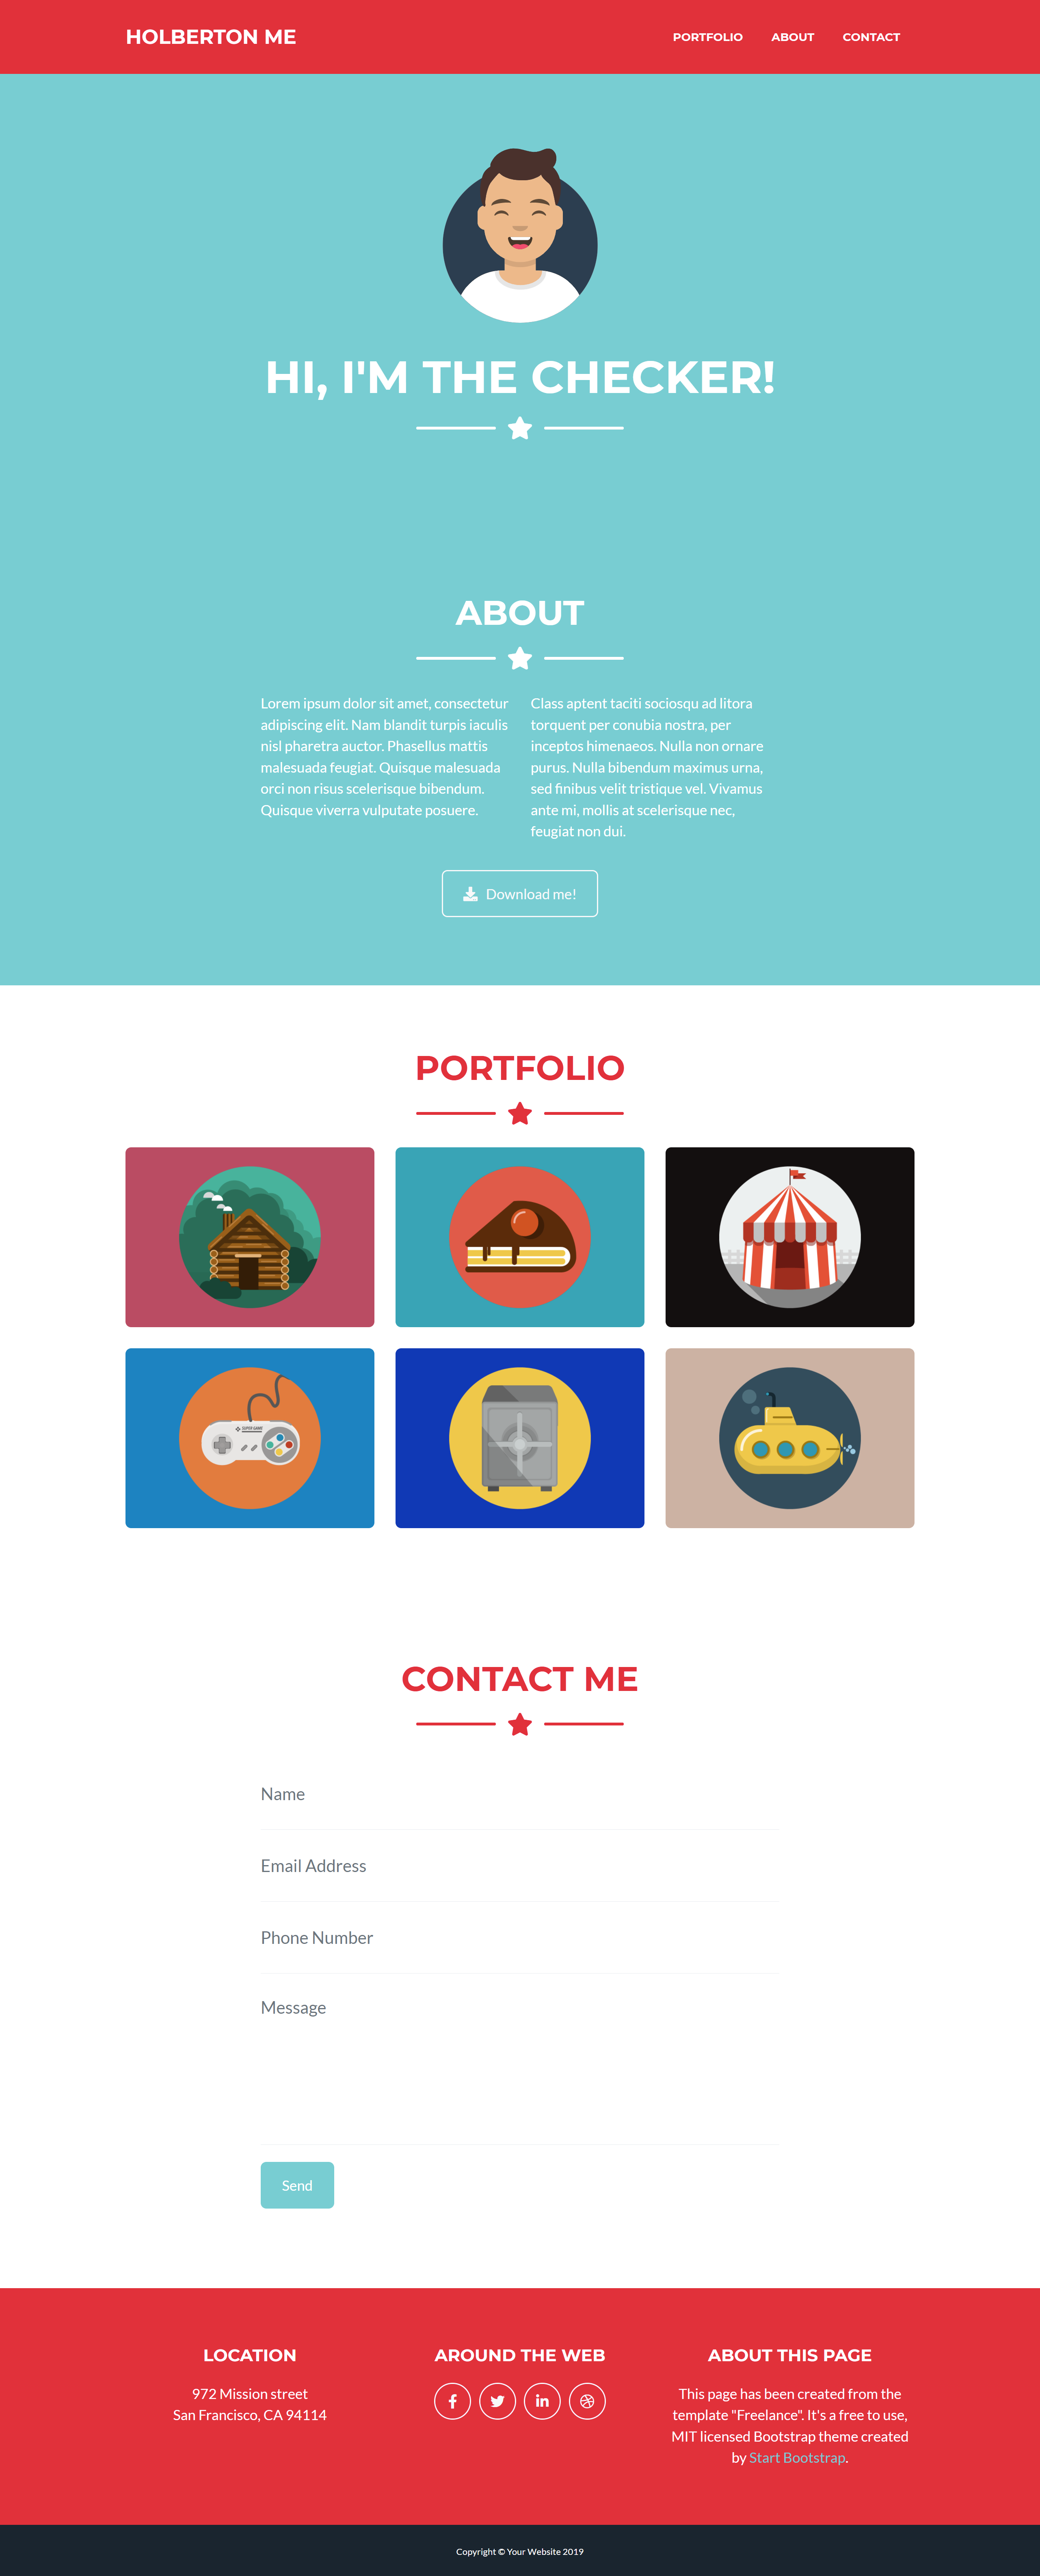 HOLBERTON ME
PORTFOLIO ABOUT CONTACT
HI, I'M THE CHECKER!
ABOUT
Lorem ipsum dolor sit amet, consectetur
adipiscing elit. Nam blandit turpis iaculis
nisl pharetra auctor. Phasellus mattis
malesuada feugiat. Quisque malesuada
orci non risus scelerisque bibendum.
Quisque viverra vulputate posuere.
Class aptent taciti sociosqu ad litora
torquent per conubia nostra, per
inceptos himenaeos. Nulla non ornare
purus. Nulla bibendum maximus urna,
sed finibus velit tristique vel. Vivamus
ante mi, mollis at scelerisque nec,
feugiat non dui.
Download me!
PORTFOLIO
SUPER GAME
CONTACT ME
Name
Email Address
Phone Number
Message
Send
LOCATION
972 Mission street
San Francisco, CA 94114
AROUND THE WEB
ABOUT THIS PAGE
This page has been created from the
template "Freelance". It's a free to use,
MIT licensed Bootstrap theme created
by Start Bootstrap.
Copyright © Your Website 2019